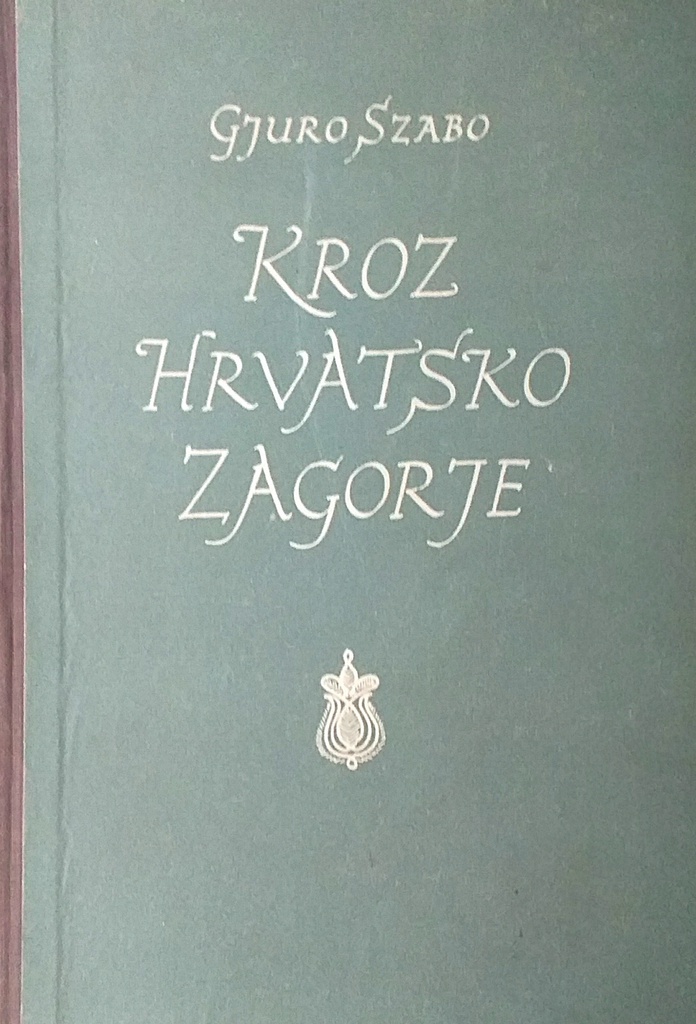 Gjuro Szabo
KROZ
HRVATSKO
ZAGORJE